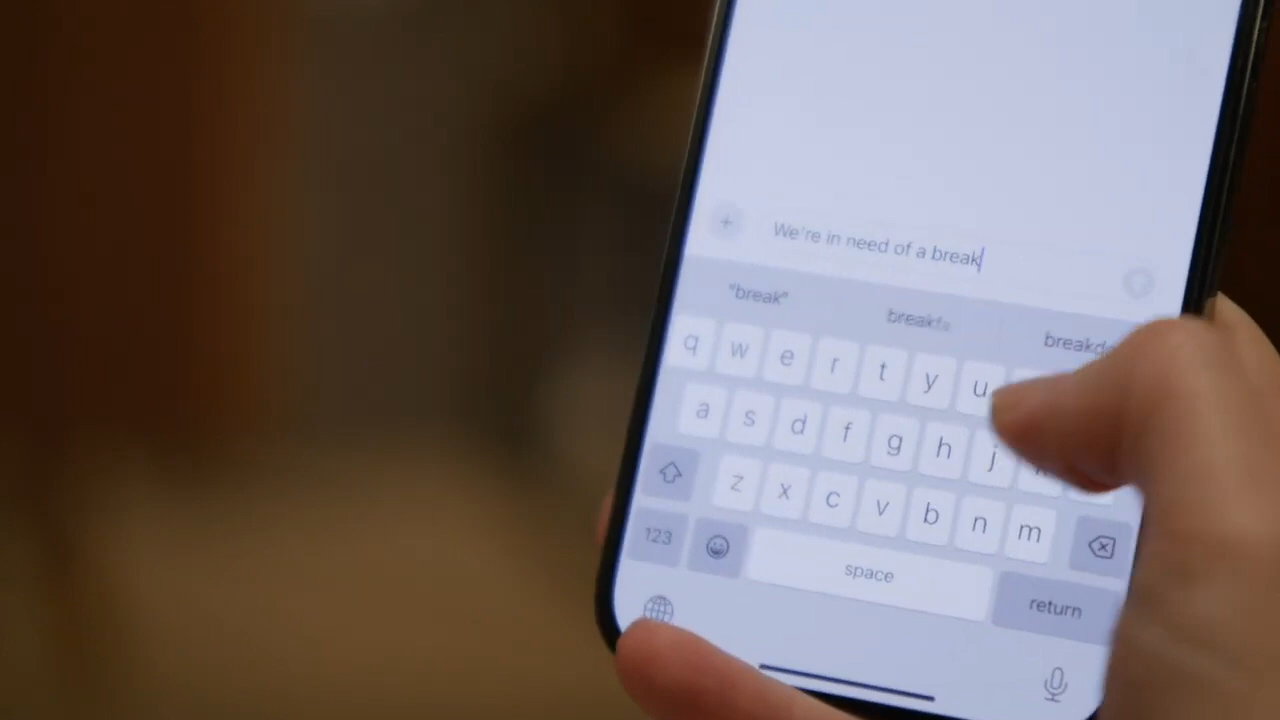 We're in need of a break
"break"
q w e r t y u
a s d f g h j
z x c v b n m
123
space
return